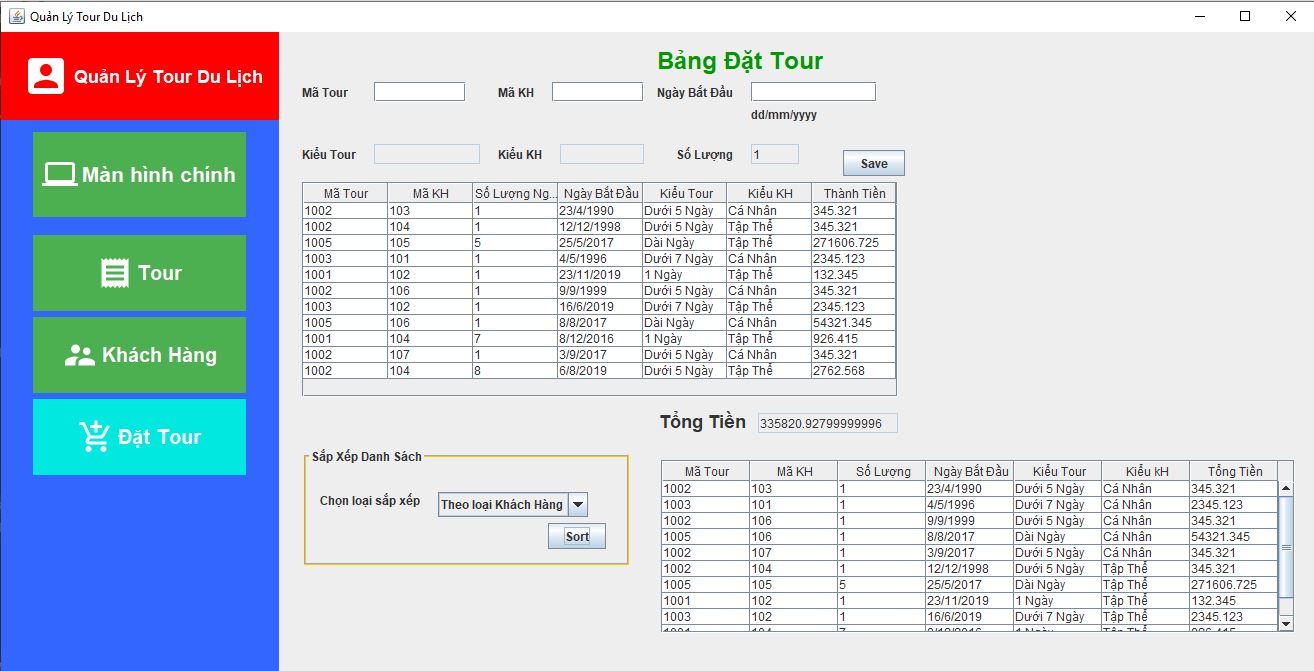 Quản Lý Tour Du Lịch
Quản Lý Tour Du Lịch
Màn hình chính
Tour
Khách Hàng
Đặt Tour
Bảng Đặt Tour
Mã Tour Mã KH Ngày Bắt Đầu
dd/mm/yyyy
Kiểu Tour Kiểu KH Số Lượng 1
Save
Mã Tour Mã KH Số Lượng Ng... Ngày Bắt Đầu Kiểu Tour Kiểu KH Thành Tiền
1002 103 1 23/4/1990 Dưới 5 Ngày Cá Nhân 345.321
1002 104 1 12/12/1998 Dưới 5 Ngày Tập Thể 345.321
1005 105 5 25/5/2017 Dài Ngày Tập Thể 271606.725
1003 101 1 4/5/1996 Dưới 7 Ngày Cá Nhân 2345.123
1001 102 1 23/11/2019 1 Ngày Tập Thể 132.345
1002 106 1 9/9/1999 Dưới 5 Ngày Cá Nhân 345.321
1003 102 1 16/6/2019 Dưới 7 Ngày Tập Thể 2345.123
1005 106 1 8/8/2017 Dài Ngày Cá Nhân 54321.345
1001 104 7 8/12/2016 1 Ngày Tập Thể 926.415
1002 107 1 3/9/2017 Dưới 5 Ngày Cá Nhân 345.321
1002 104 8 6/8/2019 Dưới 5 Ngày Tập Thể 2762.568
Tổng Tiền 335820.92799999996
Sắp Xếp Danh Sách
Chọn loại sắp xếp Theo loại Khách Hàng
Sort
Mã Tour Mã KH Số Lượng Ngày Bắt Đầu Kiểu Tour Kiểu kH Tổng Tiền
1002 103 1 23/4/1990 Dưới 5 Ngày Cá Nhân 345.321
1003 101 1 4/5/1996 Dưới 7 Ngày Cá Nhân 2345.123
1002 106 1 9/9/1999 Dưới 5 Ngày Cá Nhân 345.321
1005 106 1 8/8/2017 Dài Ngày Cá Nhân 54321.345
1002 107 1 3/9/2017 Dưới 5 Ngày Cá Nhân 345.321
1002 104 1 12/12/1998 Dưới 5 Ngày Tập Thể 345.321
1005 105 5 25/5/2017 Dài Ngày Tập Thể 271606.725
1001 102 1 23/11/2019 1 Ngày Tập Thể 132.345
1003 102 1 16/6/2019 Dưới 7 Ngày Tập Thể 2345.123